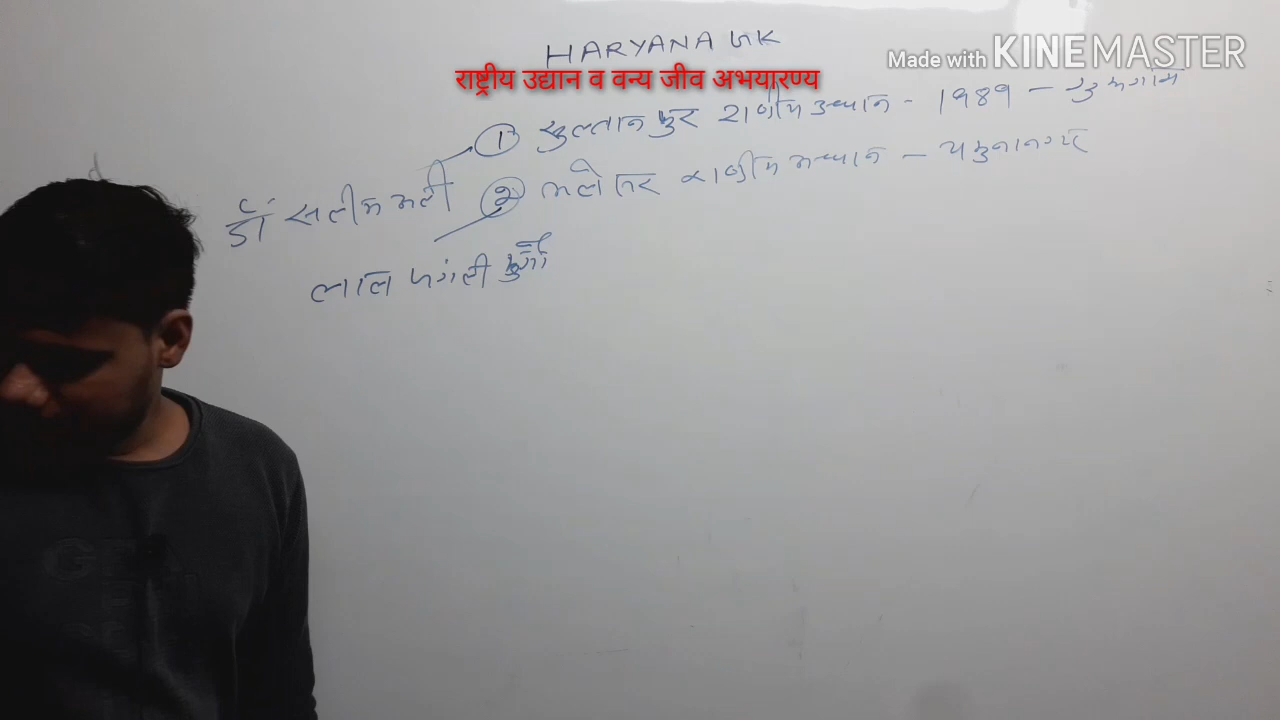 HARYANA GK
Made with KINEMASTER
राष्ट्रीय उद्यान व वन्य जीव अभयारण्य
① सुल्तानपुर राष्ट्रीय उद्यान - 1989 - गुरुग्राम
डॉ सलीम अली
② कलेसर राष्ट्रीय उद्यान - यमुनानगर
लाल जंगली मुर्गा